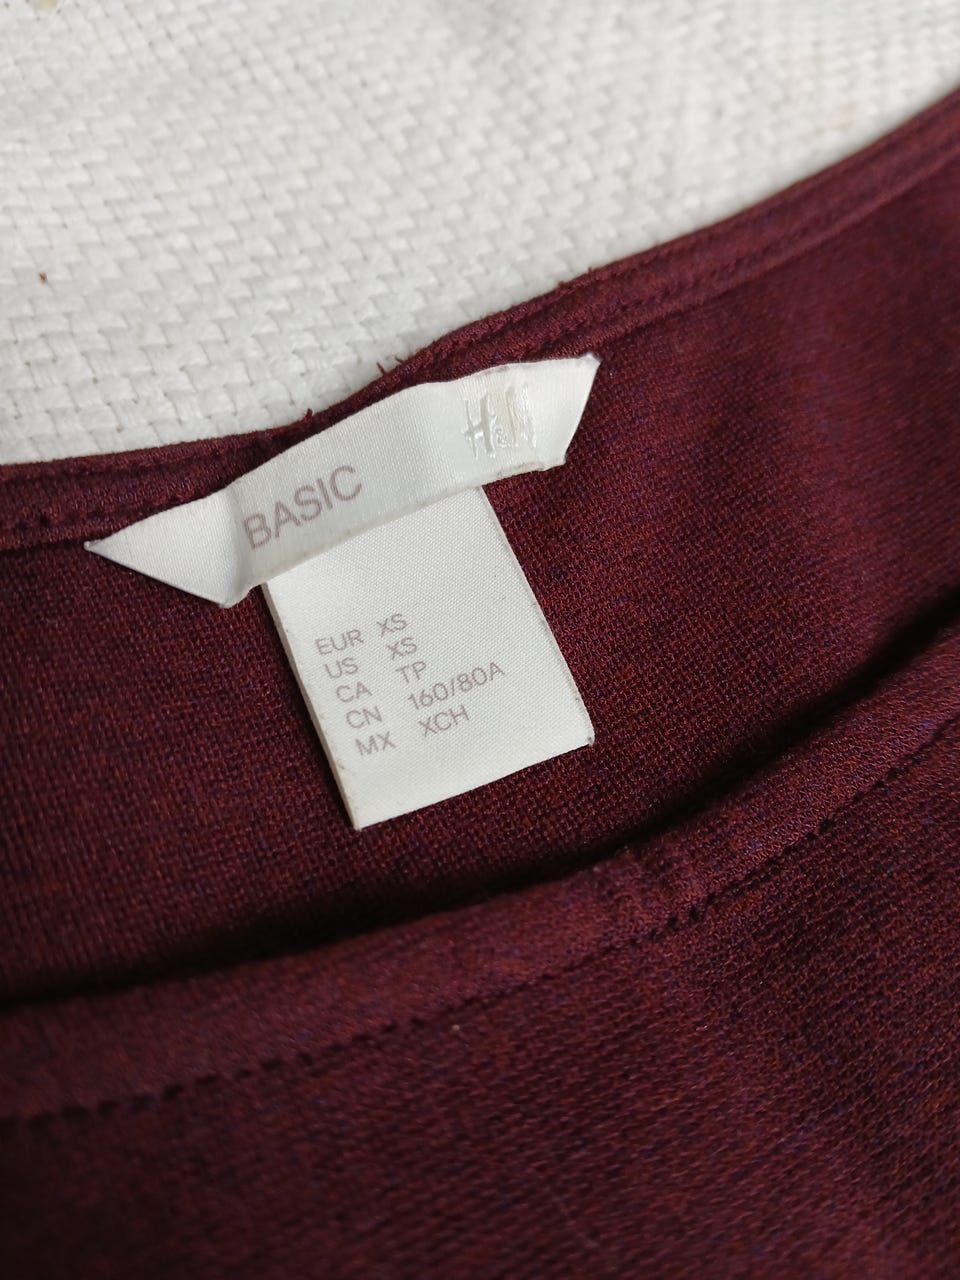 BASIC H&M
EUR XS
US XS
CA TP
CN 160/80A
MX XCH